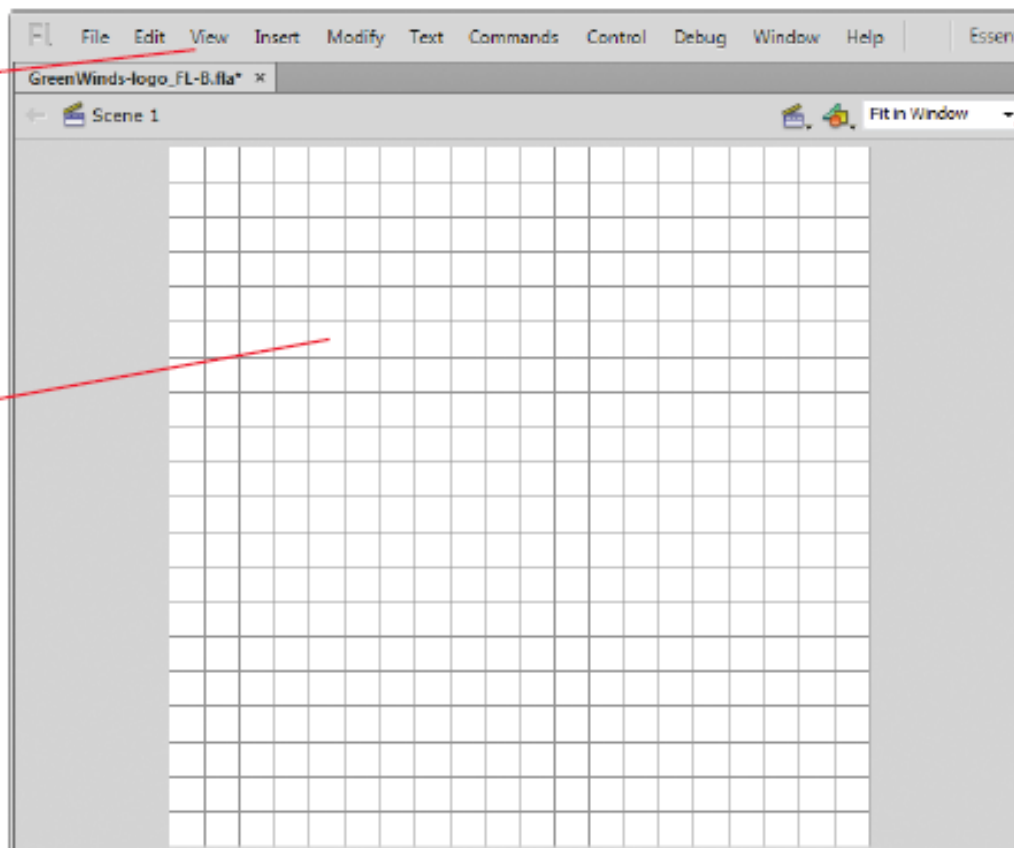 Fl File Edit View Insert Modify Text Commands Control Debug Window Help Essen
GreenWinds-logo_FL-B.fla* ×
Scene 1 Fit in Window